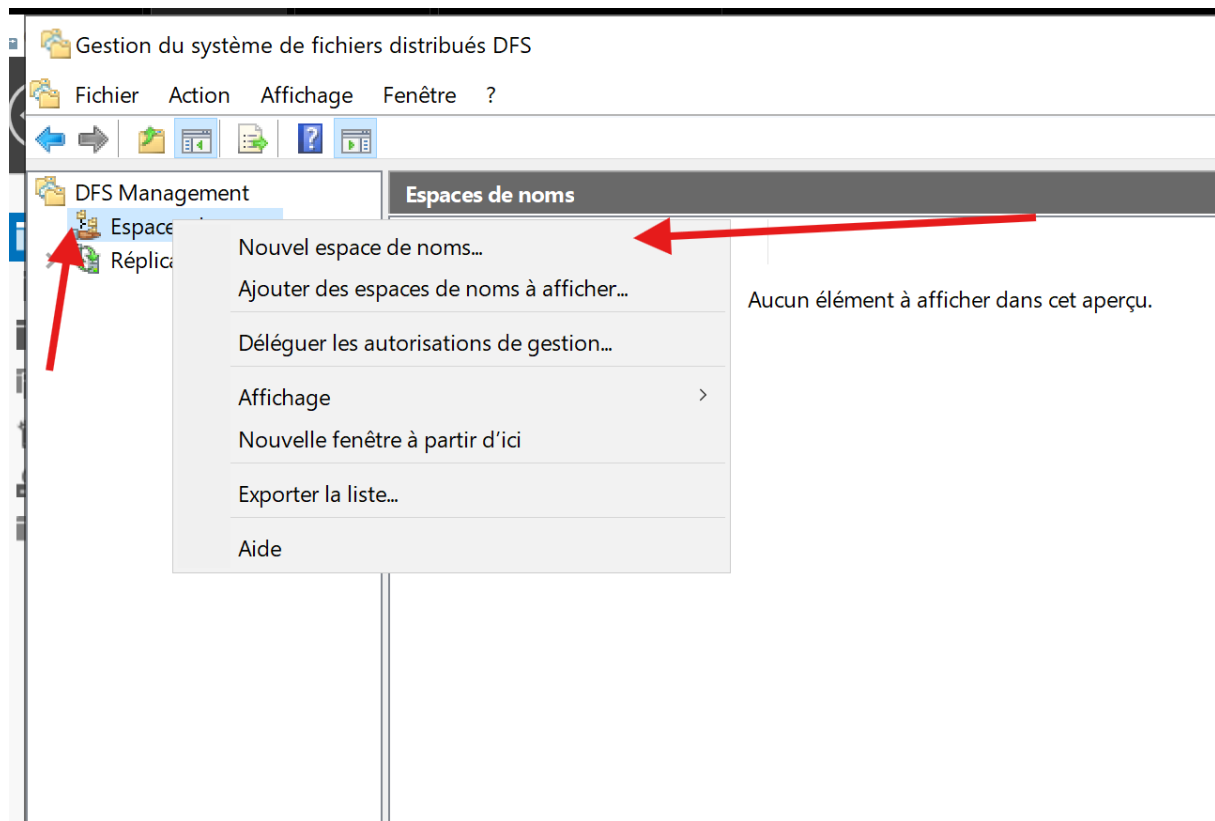 Gestion du système de fichiers distribués DFS
Fichier Action Affichage Fenêtre ?
DFS Management
Espaces de noms
Nouvel espace de noms...
Ajouter des espaces de noms à afficher...
Aucun élément à afficher dans cet aperçu.
Déléguer les autorisations de gestion...
Affichage
Nouvelle fenêtre à partir d’ici
Exporter la liste...
Aide